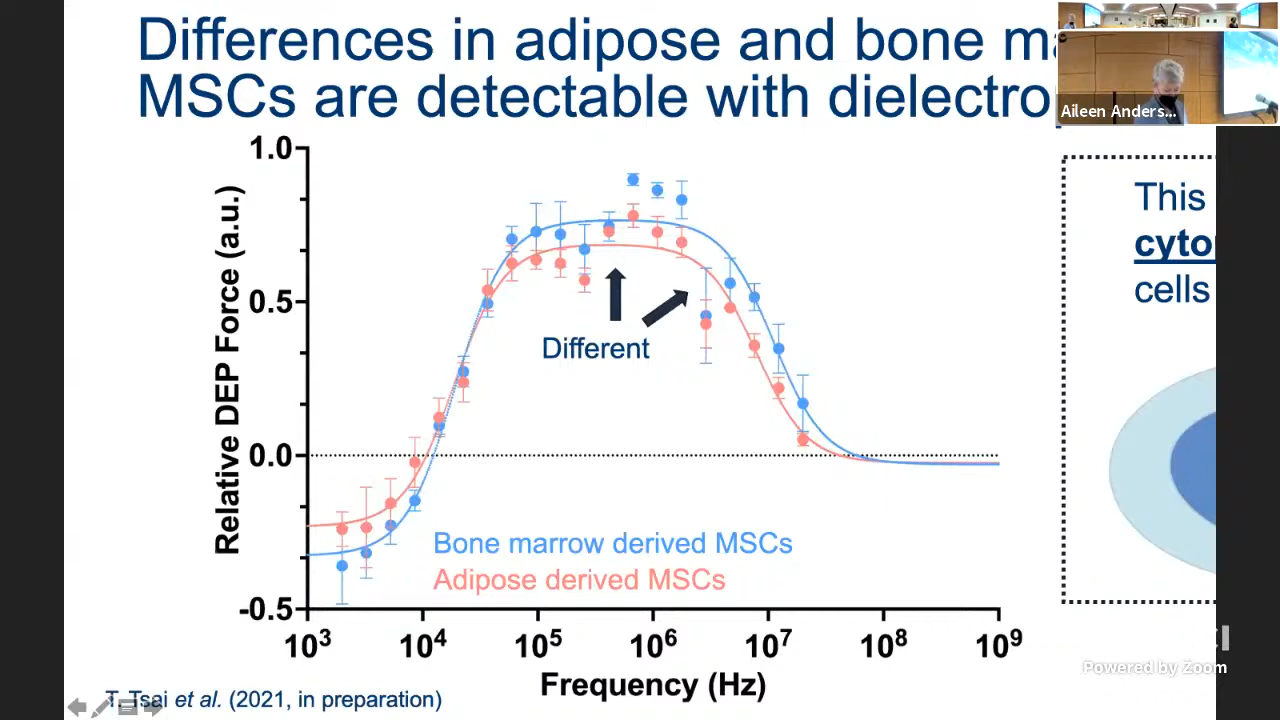 Differences in adipose and bone ma
MSCs are detectable with dielectro
Aileen Anders...
1.0
0.5
0.0
-0.5
Relative DEP Force (a.u.)
Different
Bone marrow derived MSCs
Adipose derived MSCs
10³ 10⁴ 10⁵ 10⁶ 10⁷ 10⁸ 10⁹
Frequency (Hz)
This
cyto
cells
T. Tsai et al. (2021, in preparation)
Powered by Zoom